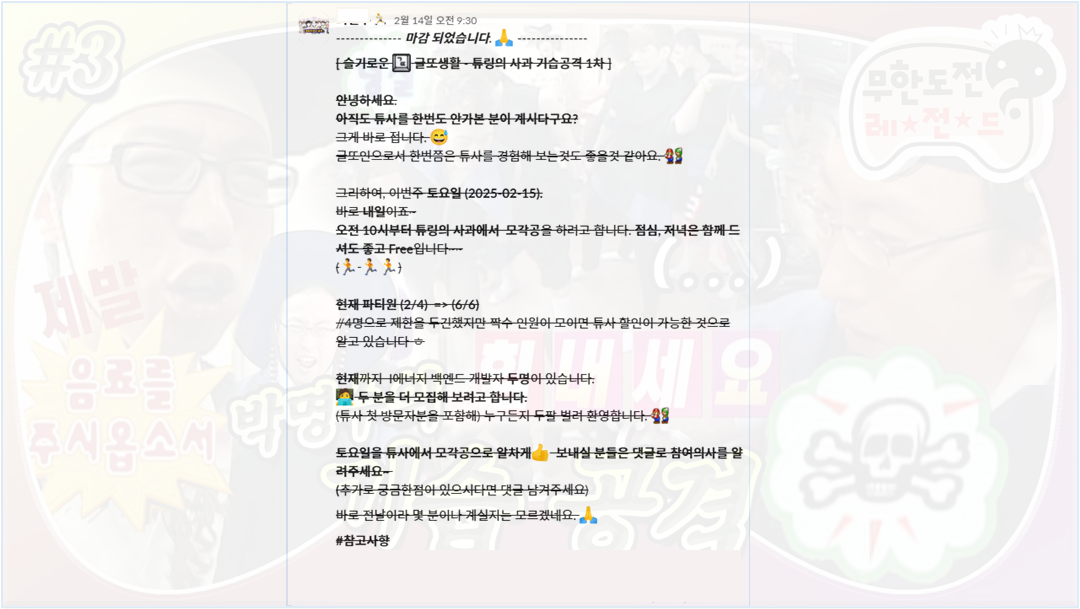 #3
무한도전
레★전★드
제발
음료를
주시옵소서
힘내세요
(...)
2월 14일 오전 9:30
-------------- 마감 되었습니다. 🙏 ---------------
[ 슬기로운 글또생활 - 튜링의 사과 기습공격 1차 ]
안녕하세요.
아직도 튜사를 한번도 안가본 분이 계시다구요?
그게 바로 접니다. 😅
글또인으로서 한번쯤은 튜사를 경험해 보는것도 좋을것 같아요.
그리하여, 이번주 토요일 (2025-02-15).
바로 내일이죠~
오전 10시부터 튜링의 사과에서 모각공을 하려고 합니다. 점심, 저녁은 함께 드
셔도 좋고 Free입니다~~
(🏃-🏃🏃)
현재 파티원 (2/4) => (6/6)
//4명으로 제한을 두긴했지만 짝수 인원이 모이면 튜사 할인이 가능한 것으로
알고 있습니다 ㅎ
현재까지 I에너지 백엔드 개발자 두명이 있습니다.
🧑‍💻 두 분을 더 모집해 보려고 합니다.
(튜사 첫 방문자분을 포함해) 누구든지 두팔 벌려 환영합니다.
토요일을 튜사에서 모각공으로 알차게👍 보내실 분들은 댓글로 참여의사를 알
려주세요~
(추가로 궁금한점이 있으시다면 댓글 남겨주세요)
바로 전날이라 몇 분이나 계실지는 모르겠네요. 🙏
#참고사항